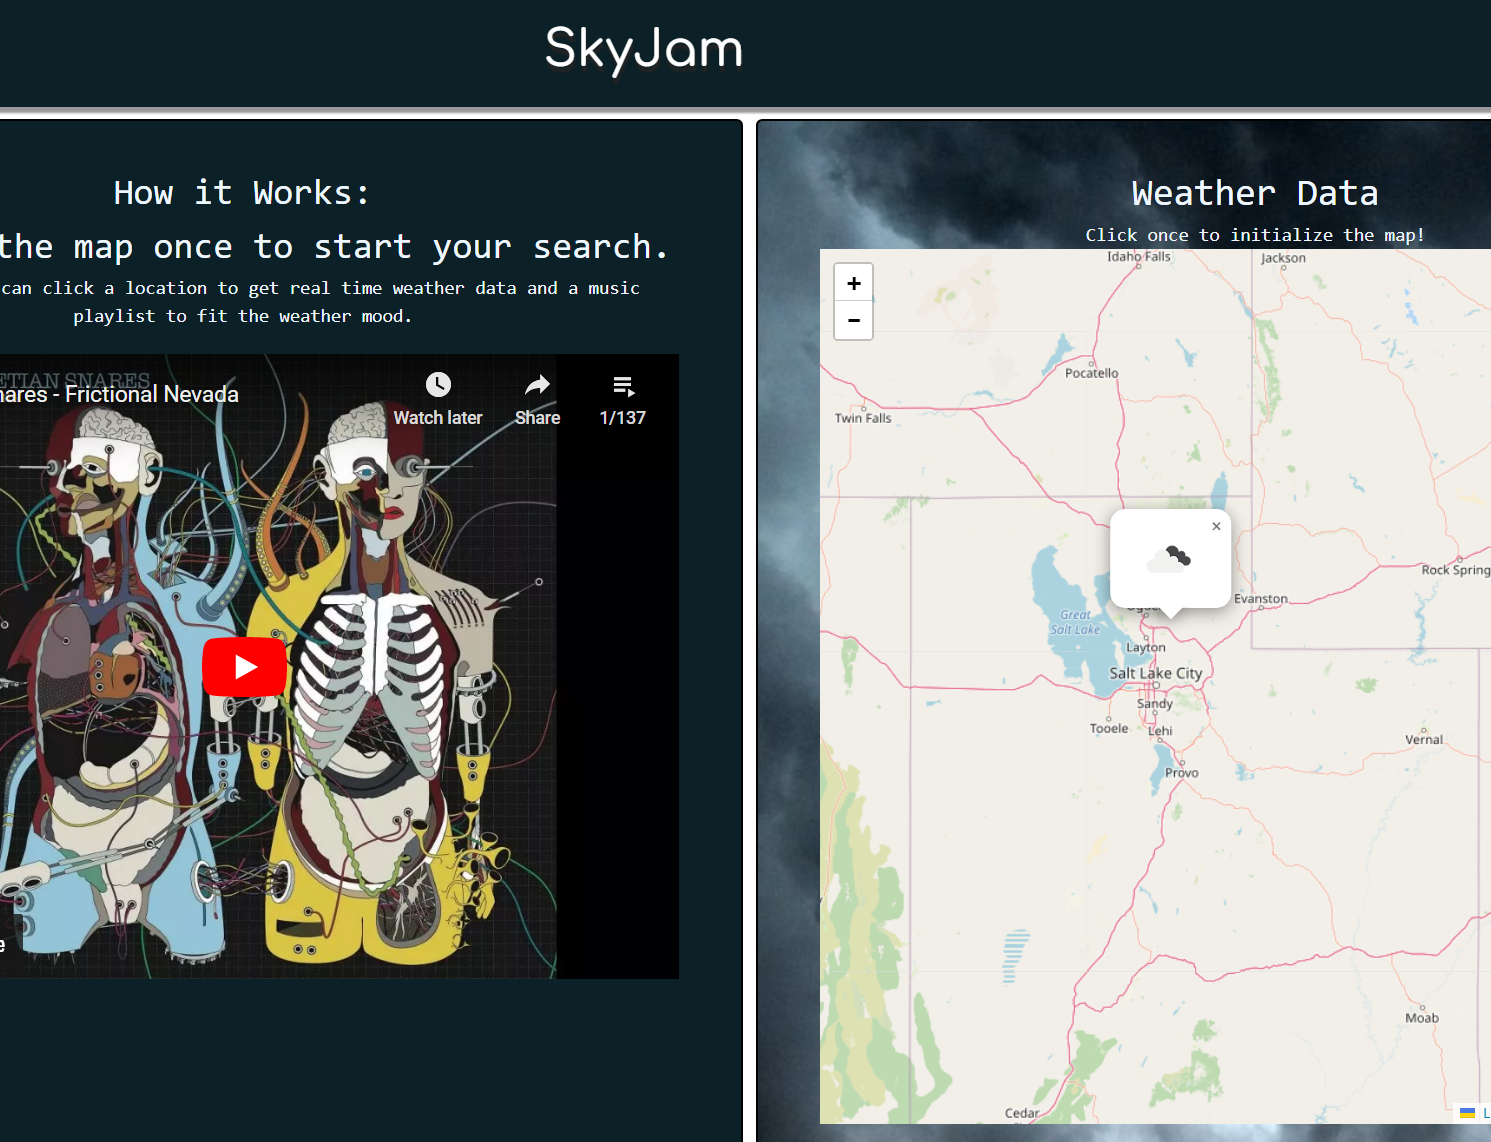 SkyJam
How it Works:
the map once to start your search.
can click a location to get real time weather data and a music
playlist to fit the weather mood.
ETIAN SNARES
nares - Frictional Nevada
Watch later
Share
1/137
e
Weather Data
Click once to initialize the map!
+
−
×
Idaho Falls
Jackson
Pocatello
Twin Falls
Rock Spring
Evanston
Great
Salt Lake
Layton
Salt Lake City
Sandy
Tooele
Lehi
Vernal
Provo
Moab
Cedar
L